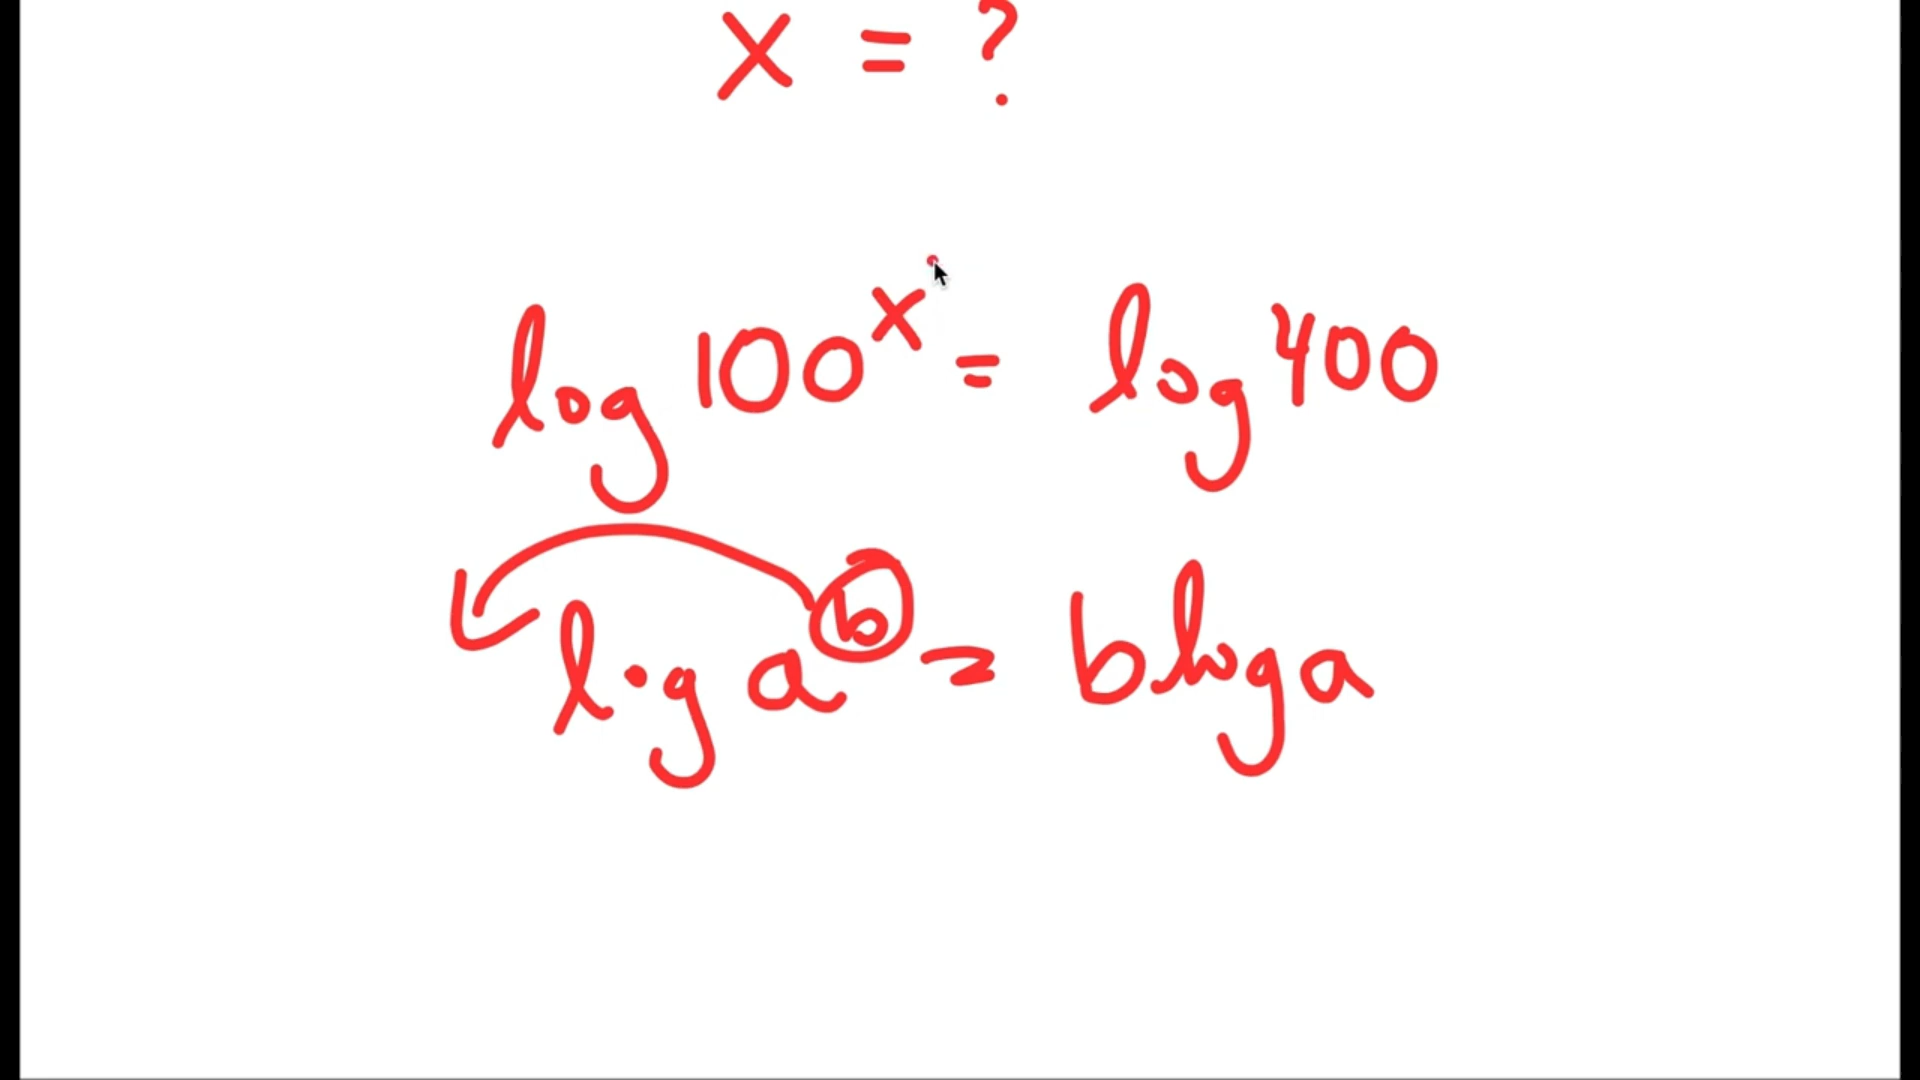 x = ?
log 100^x = log 400
log a^b = b log a